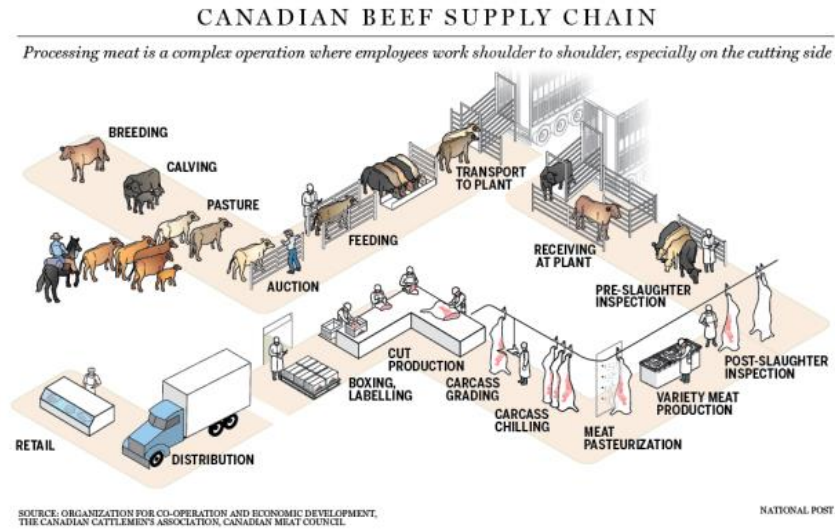 CANADIAN BEEF SUPPLY CHAIN
Processing meat is a complex operation where employees work shoulder to shoulder, especially on the cutting side
BREEDING
CALVING
PASTURE
AUCTION
FEEDING
TRANSPORT
TO PLANT
RECEIVING
AT PLANT
PRE-SLAUGHTER
INSPECTION
POST-SLAUGHTER
INSPECTION
VARIETY MEAT
PRODUCTION
MEAT
PASTEURIZATION
CARCASS
CHILLING
CARCASS
GRADING
CUT
PRODUCTION
BOXING,
LABELLING
DISTRIBUTION
RETAIL
SOURCE: ORGANIZATION FOR CO-OPERATION AND ECONOMIC DEVELOPMENT,
THE CANADIAN CATTLEMEN'S ASSOCIATION, CANADIAN MEAT COUNCIL
NATIONAL POST